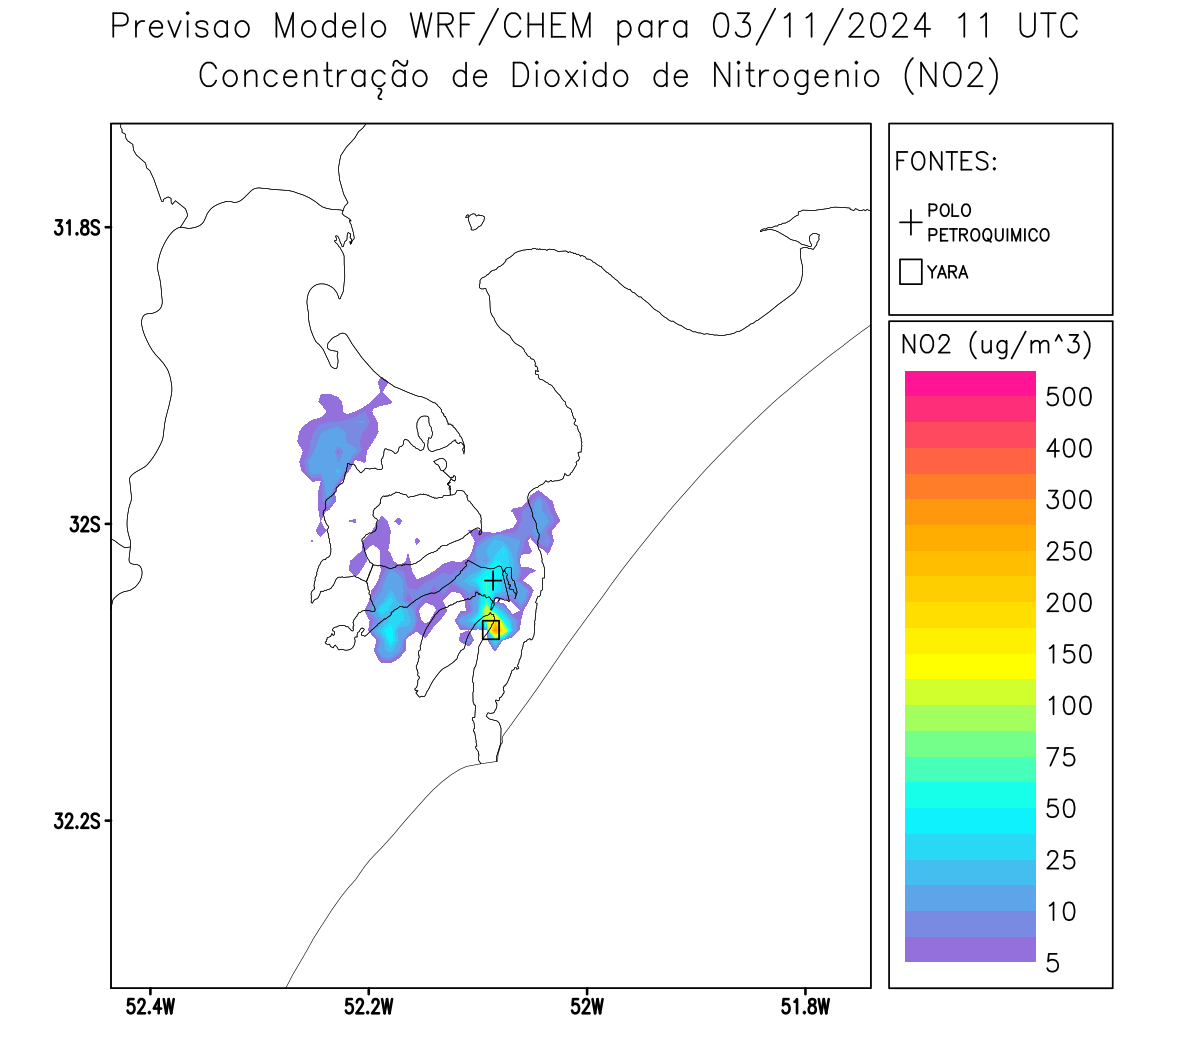 Previsao Modelo WRF/CHEM para 03/11/2024 11 UTC
Concentração de Dioxido de Nitrogenio (NO2)
FONTES:
POLO
PETROQUIMICO
YARA
NO2 (ug/m^3)
500
400
300
250
200
150
100
75
50
25
10
5
31.8S
32S
32.2S
52.4W
52.2W
52W
51.8W